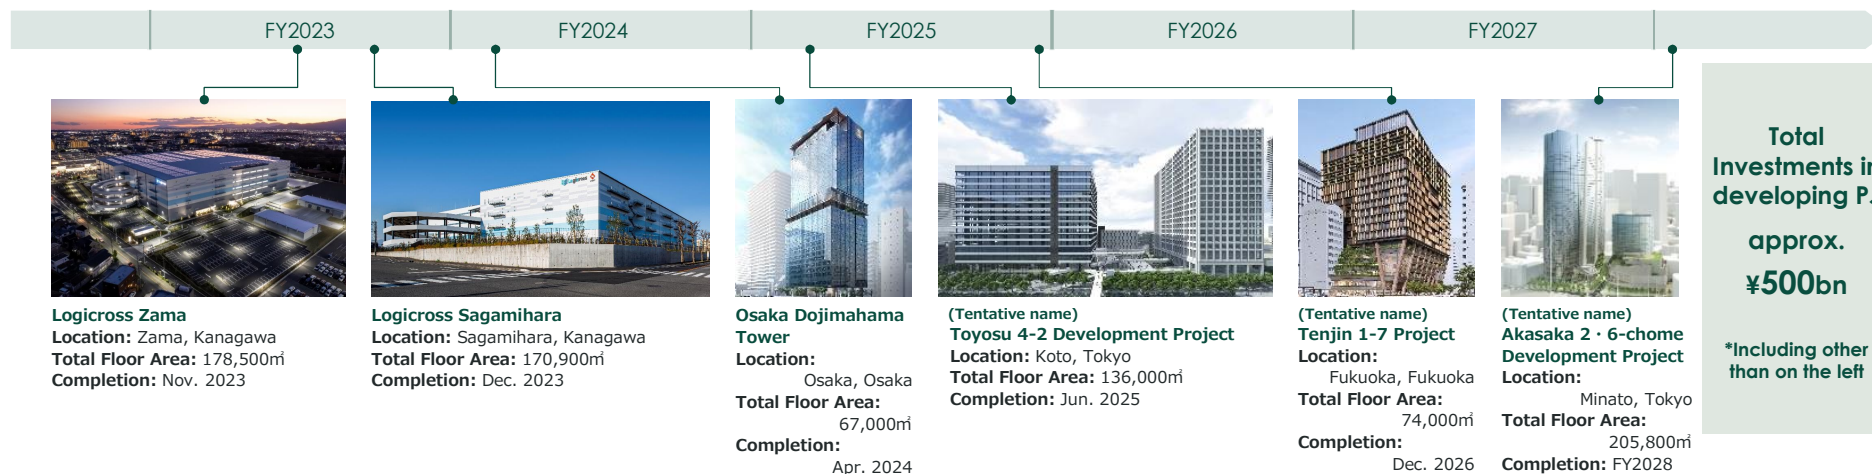 FY2023
FY2024
FY2025
FY2026
FY2027
Logicross Zama
Location: Zama, Kanagawa
Total Floor Area: 178,500㎡
Completion: Nov. 2023
Logicross Sagamihara
Location: Sagamihara, Kanagawa
Total Floor Area: 170,900㎡
Completion: Dec. 2023
Osaka Dojimahama
Tower
Location:
Osaka, Osaka
Total Floor Area:
67,000㎡
Completion:
Apr. 2024
(Tentative name)
Toyosu 4-2 Development Project
Location: Koto, Tokyo
Total Floor Area: 136,000㎡
Completion: Jun. 2025
(Tentative name)
Tenjin 1-7 Project
Location:
Fukuoka, Fukuoka
Total Floor Area:
74,000㎡
Completion:
Dec. 2026
(Tentative name)
Akasaka 2・6-chome
Development Project
Location:
Minato, Tokyo
Total Floor Area:
205,800㎡
Completion: FY2028
Total
Investments in
developing P.
approx.
¥500bn
*Including other
than on the left